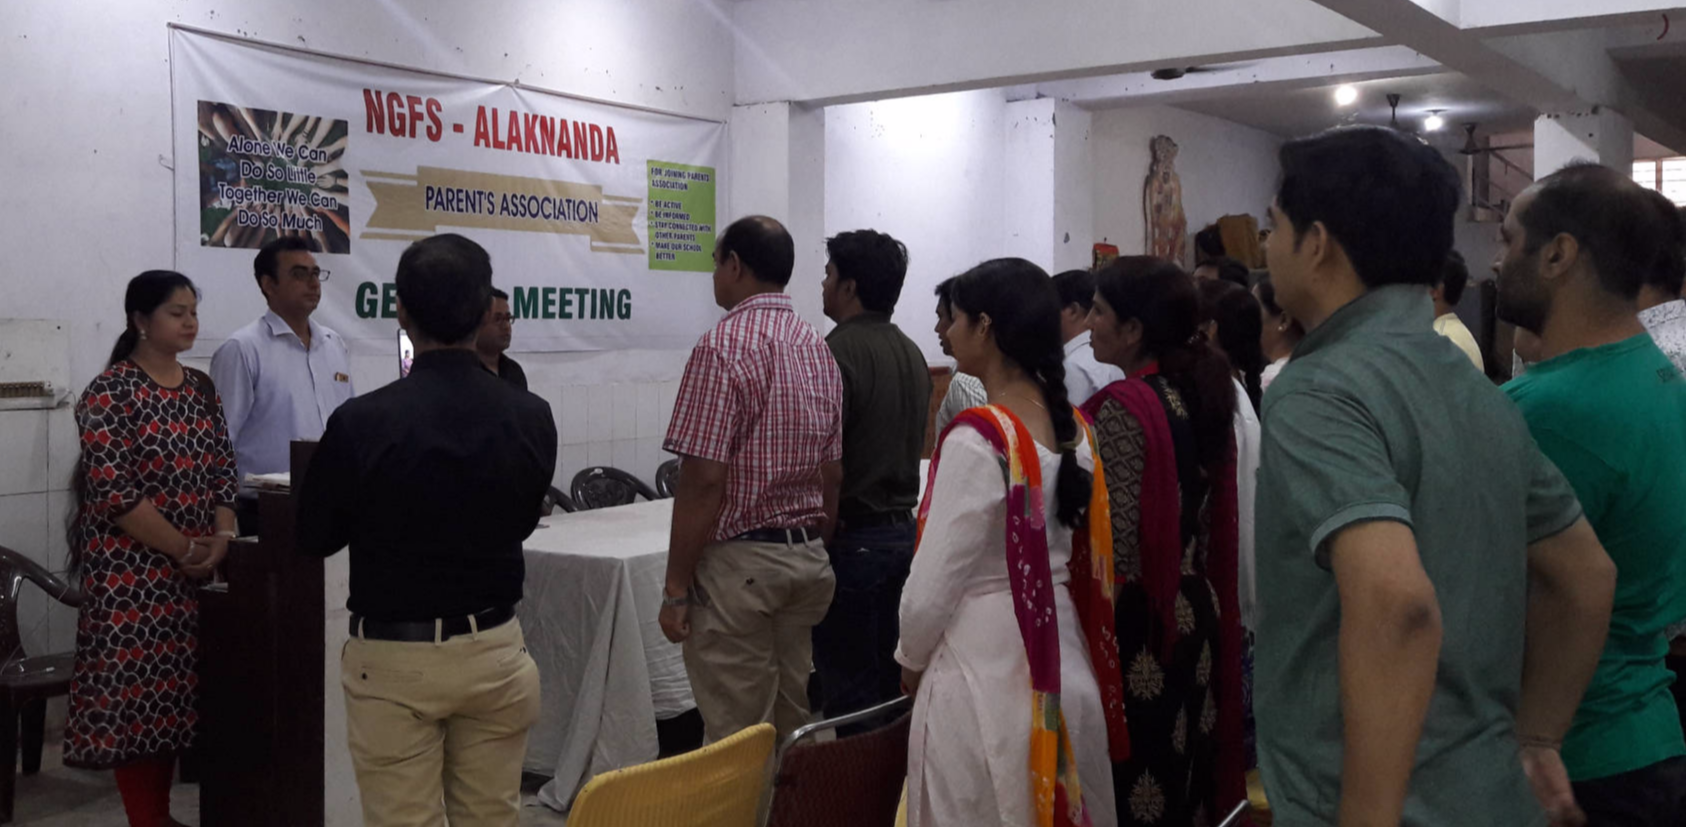 NGFS - ALAKNANDA
Alone We Can
Do So Little
Together We Can
Do So Much
PARENT'S ASSOCIATION
FOR JOINING PARENTS
ASSOCIATION
* BE ACTIVE
* BE INFORMED
* STAY CONNECTED WITH
OTHER PARENTS
* MAKE OUR SCHOOL
BETTER
GE MEETING